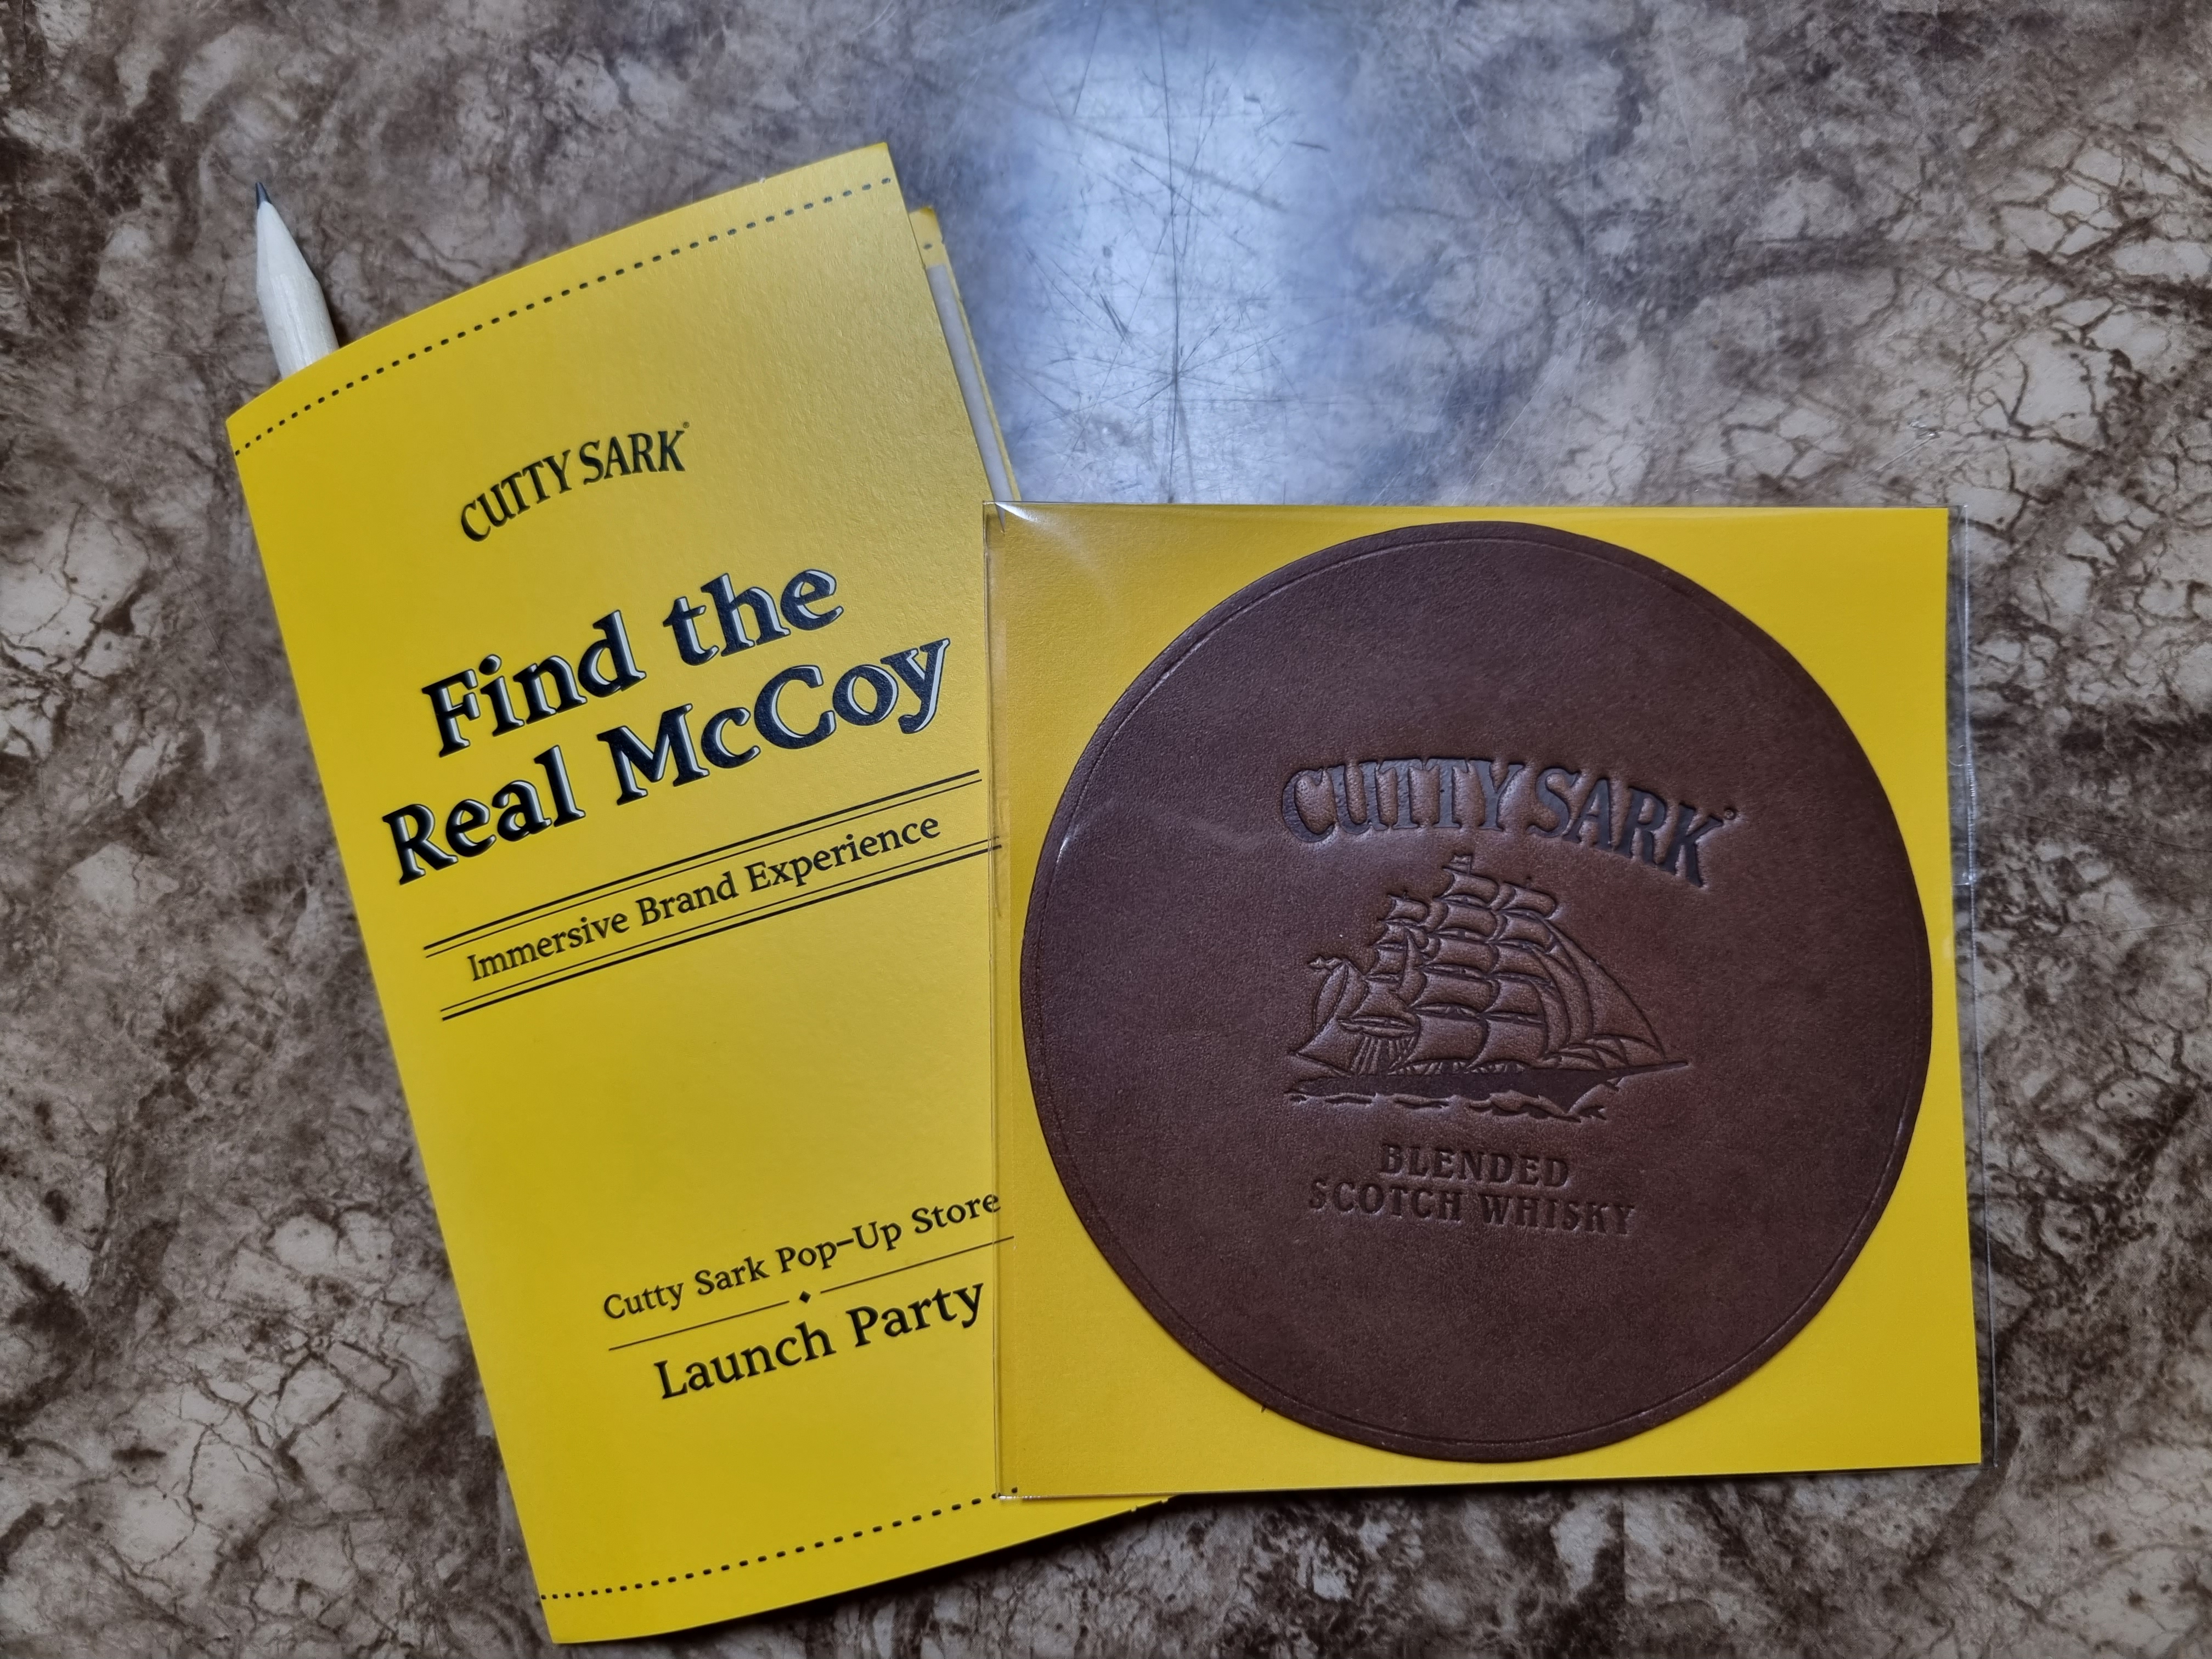 CUTTY SARK®
Find the
Real McCoy
Immersive Brand Experience
Cutty Sark Pop-Up Store
Launch Party
CUTTY SARK®
BLENDED
SCOTCH WHISKY